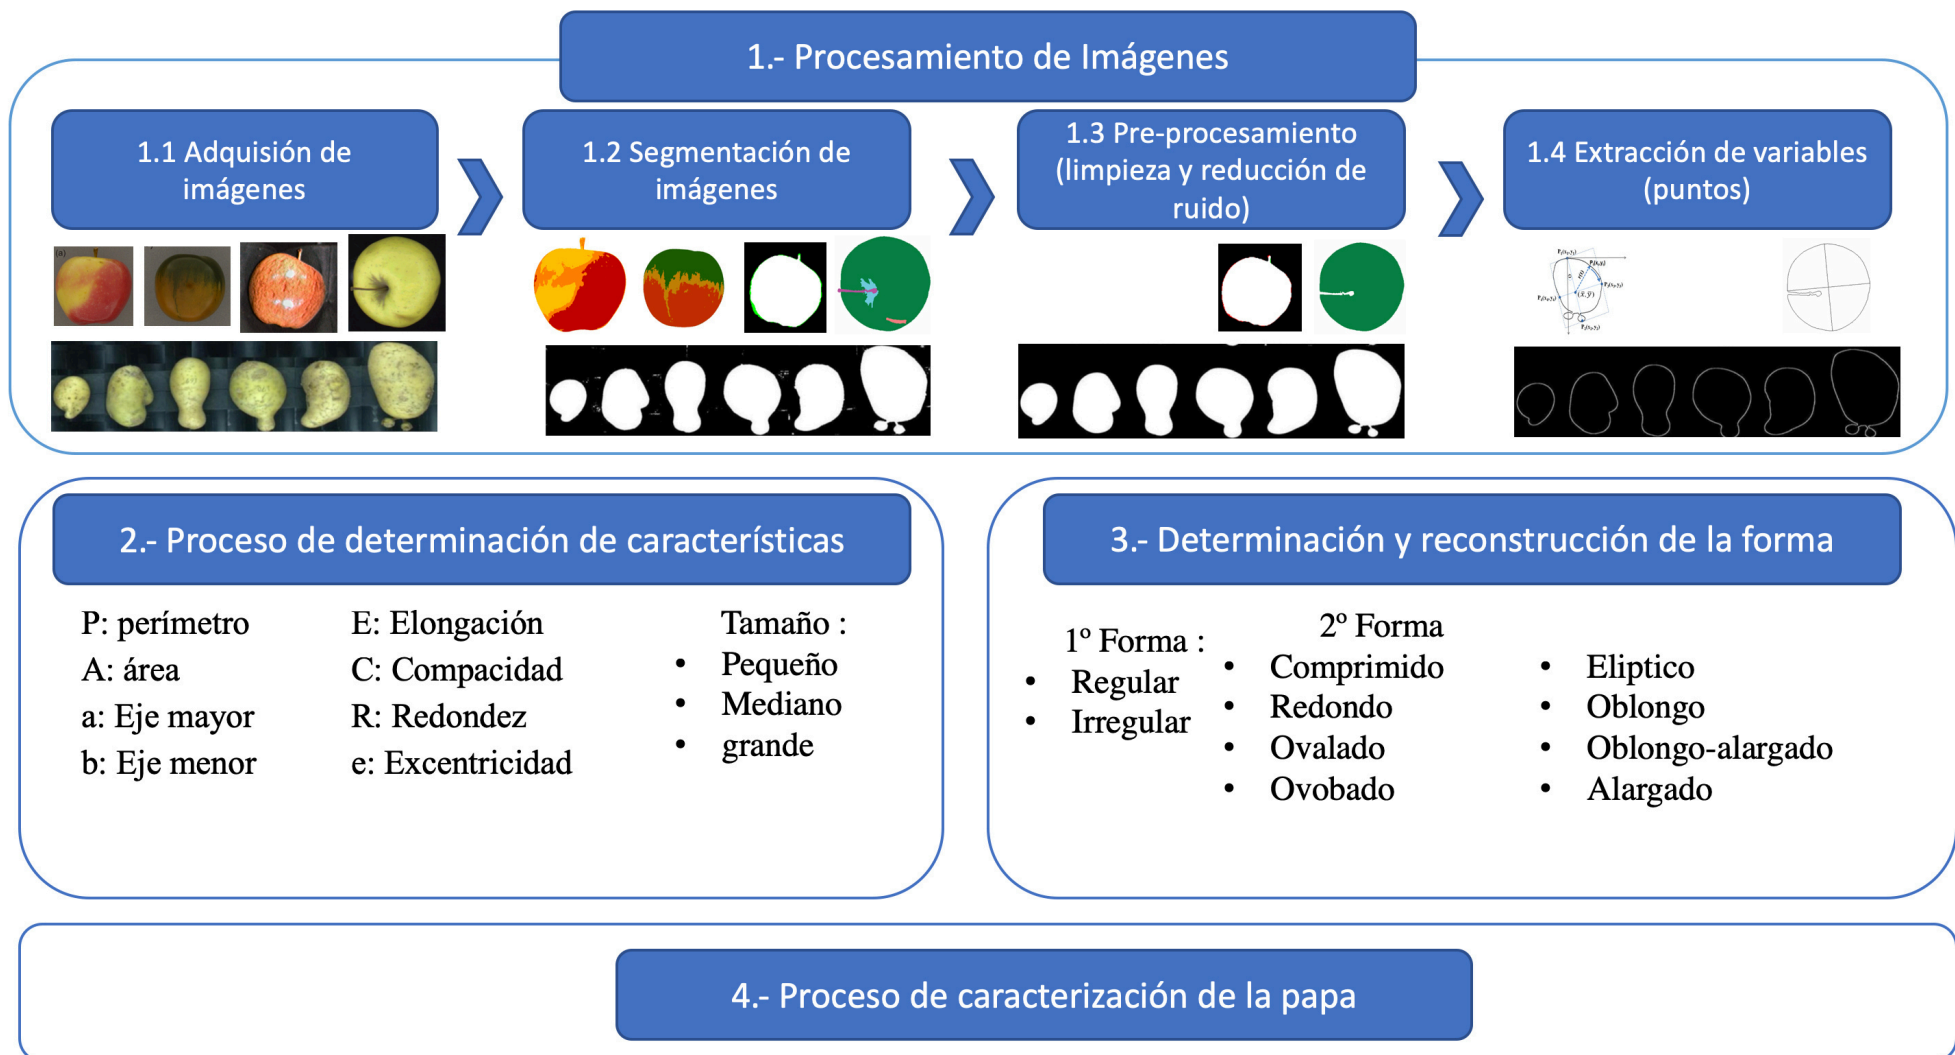 1.- Procesamiento de Imágenes
1.1 Adquisión de
imágenes
1.2 Segmentación de
imágenes
1.3 Pre-procesamiento
(limpieza y reducción de
ruido)
1.4 Extracción de variables
(puntos)
(a)
2.- Proceso de determinación de características
P: perímetro
A: área
a: Eje mayor
b: Eje menor
E: Elongación
C: Compacidad
R: Redondez
e: Excentricidad
Tamaño :
• Pequeño
• Mediano
• grande
3.- Determinación y reconstrucción de la forma
1º Forma :
• Regular
• Irregular
2º Forma
• Comprimido
• Redondo
• Ovalado
• Ovobado
• Eliptico
• Oblongo
• Oblongo-alargado
• Alargado
4.- Proceso de caracterización de la papa